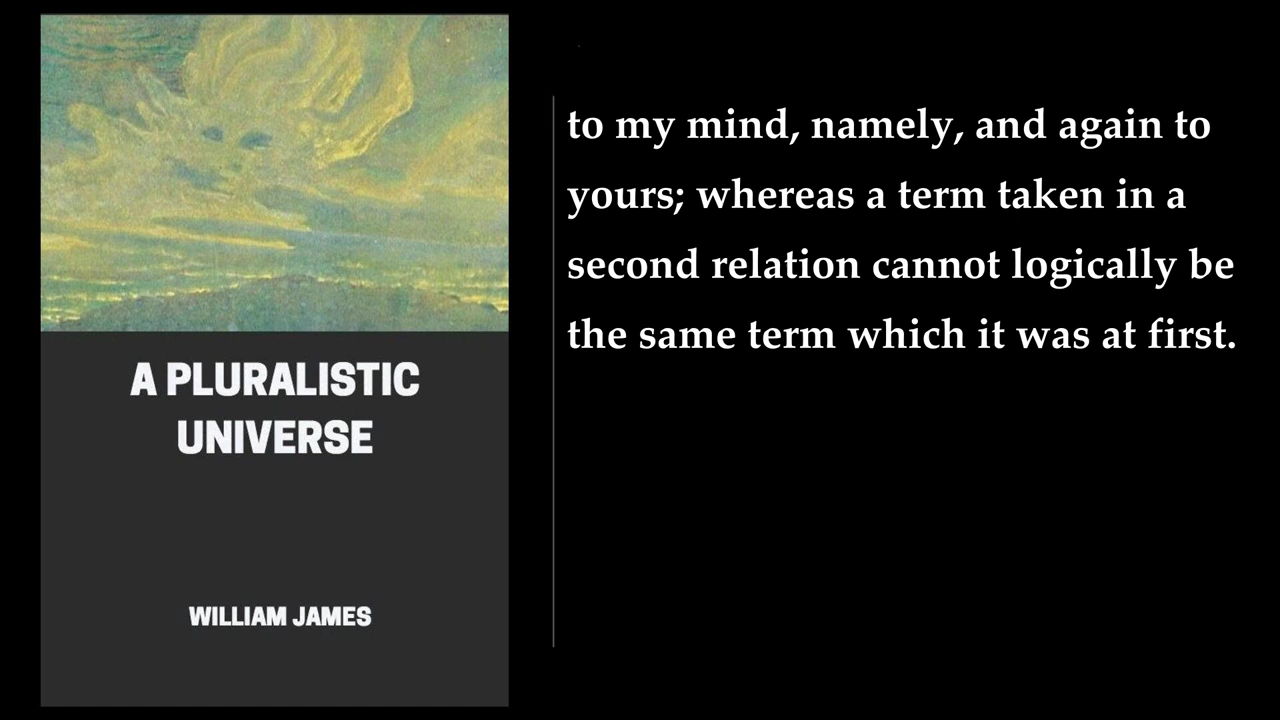 A PLURALISTIC
UNIVERSE
WILLIAM JAMES
to my mind, namely, and again to
yours; whereas a term taken in a
second relation cannot logically be
the same term which it was at first.